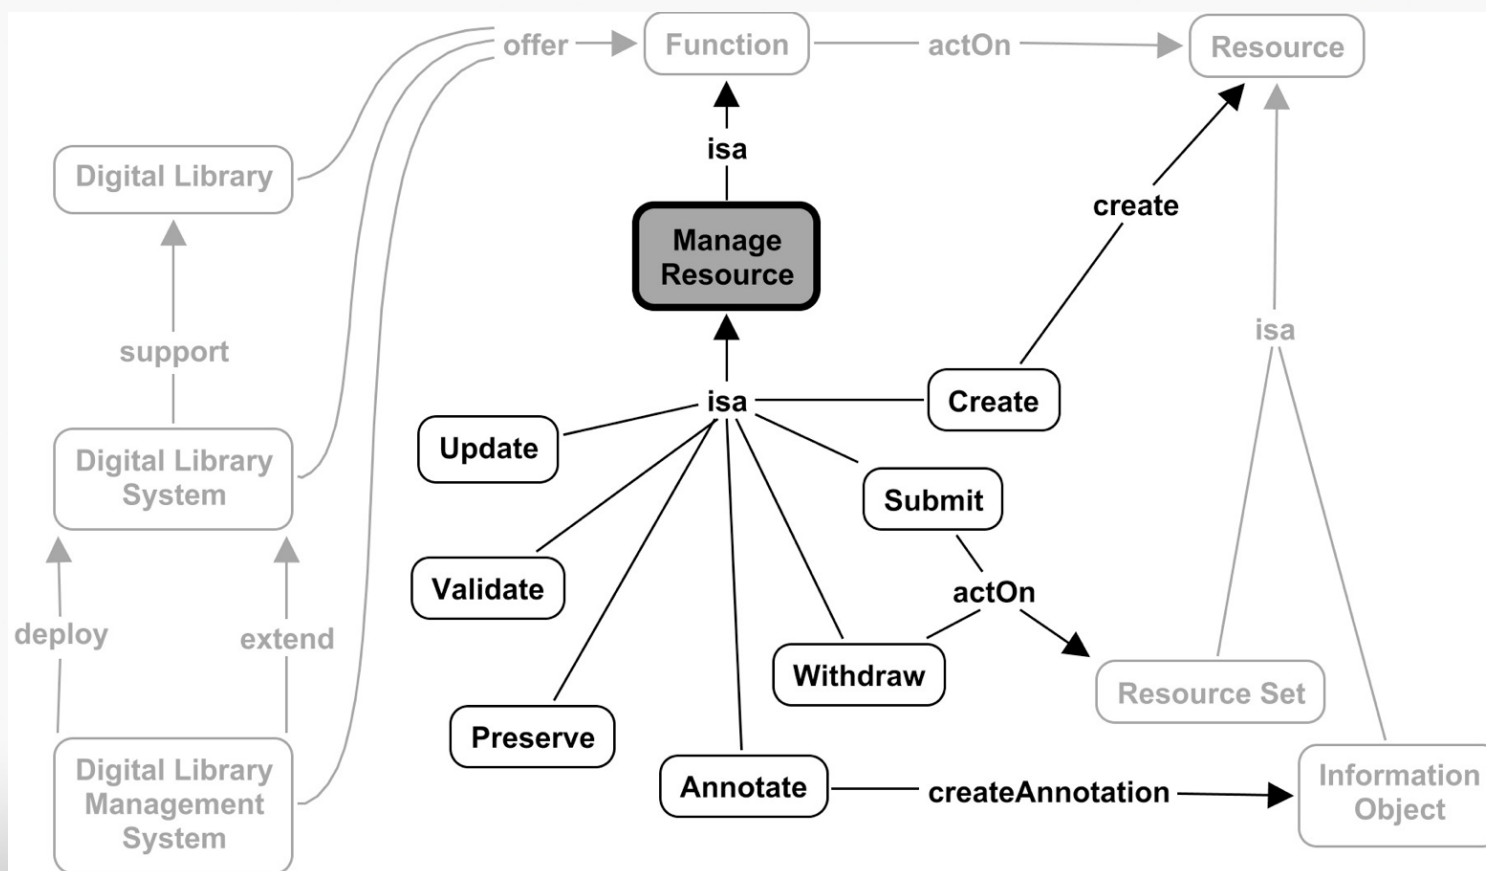 offer
Function
actOn
Resource
isa
Digital Library
create
Manage
Resource
support
isa
isa
Create
Update
Digital Library
System
Submit
Validate
actOn
deploy
extend
Withdraw
Resource Set
Preserve
Annotate
createAnnotation
Information
Object
Digital Library
Management
System